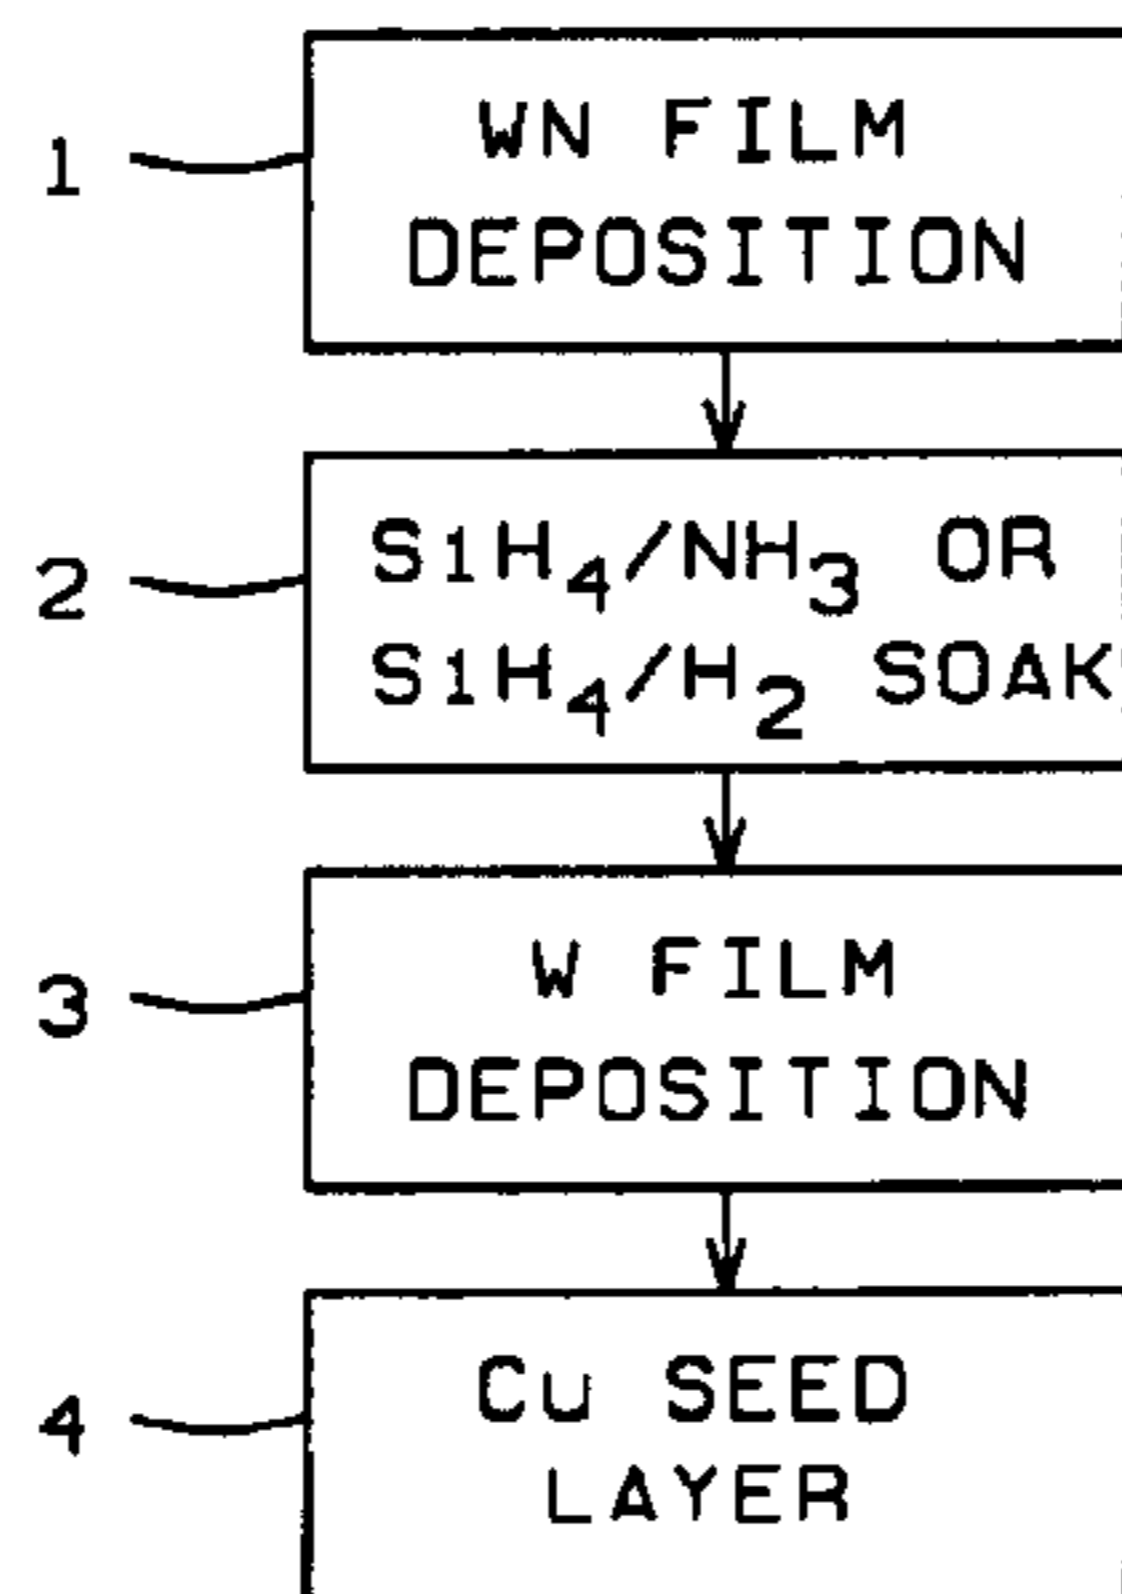 1
WN FILM
DEPOSITION
2
SiH4/NH3 OR
SiH4/H2 SOAK
3
W FILM
DEPOSITION
4
Cu SEED
LAYER